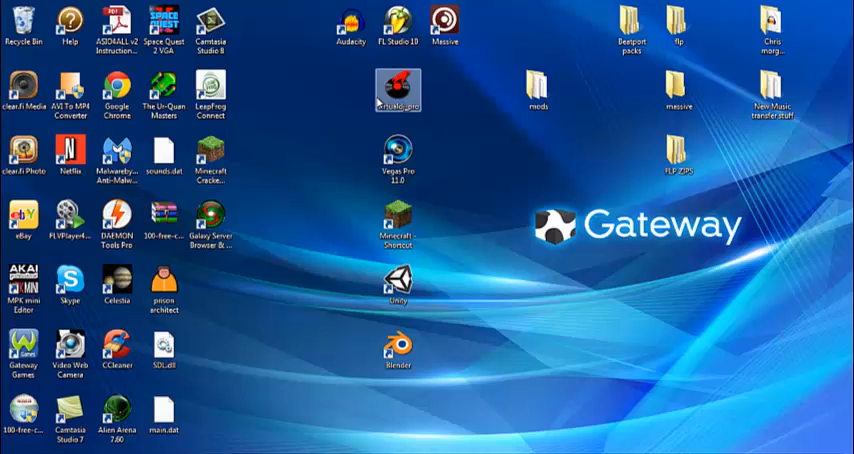 Recycle Bin
Help
ASIO4ALL v2
Instruction...
Space Quest
2 VGA
Camtasia
Studio 8
Audacity
FL Studio 10
Massive
Beatport
packs
flp
Chris
morg...
clear.fi Media
AVI To MP4
Converter
Google
Chrome
The Ur-Quan
Masters
LeapFrog
Connect
virtualdj_pro
mods
massive
New Music
transfer stuff
clear.fi Photo
Netflix
Malwareby...
Anti-Malw...
sounds.dat
Minecraft
Cracke...
Vegas Pro
11.0
FLP ZIPS
eBay
FLVPlayer4...
DAEMON
Tools Pro
100-free-c...
Galaxy Server
Browser & ...
Minecraft -
Shortcut
Gateway
AKAI
MPK mini
Editor
Skype
Celestia
prison
architect
Unity
Gateway
Games
Video Web
Camera
CCleaner
SDL.dll
Blender
100-free-c...
Camtasia
Studio 7
Alien Arena
7.60
main.dat